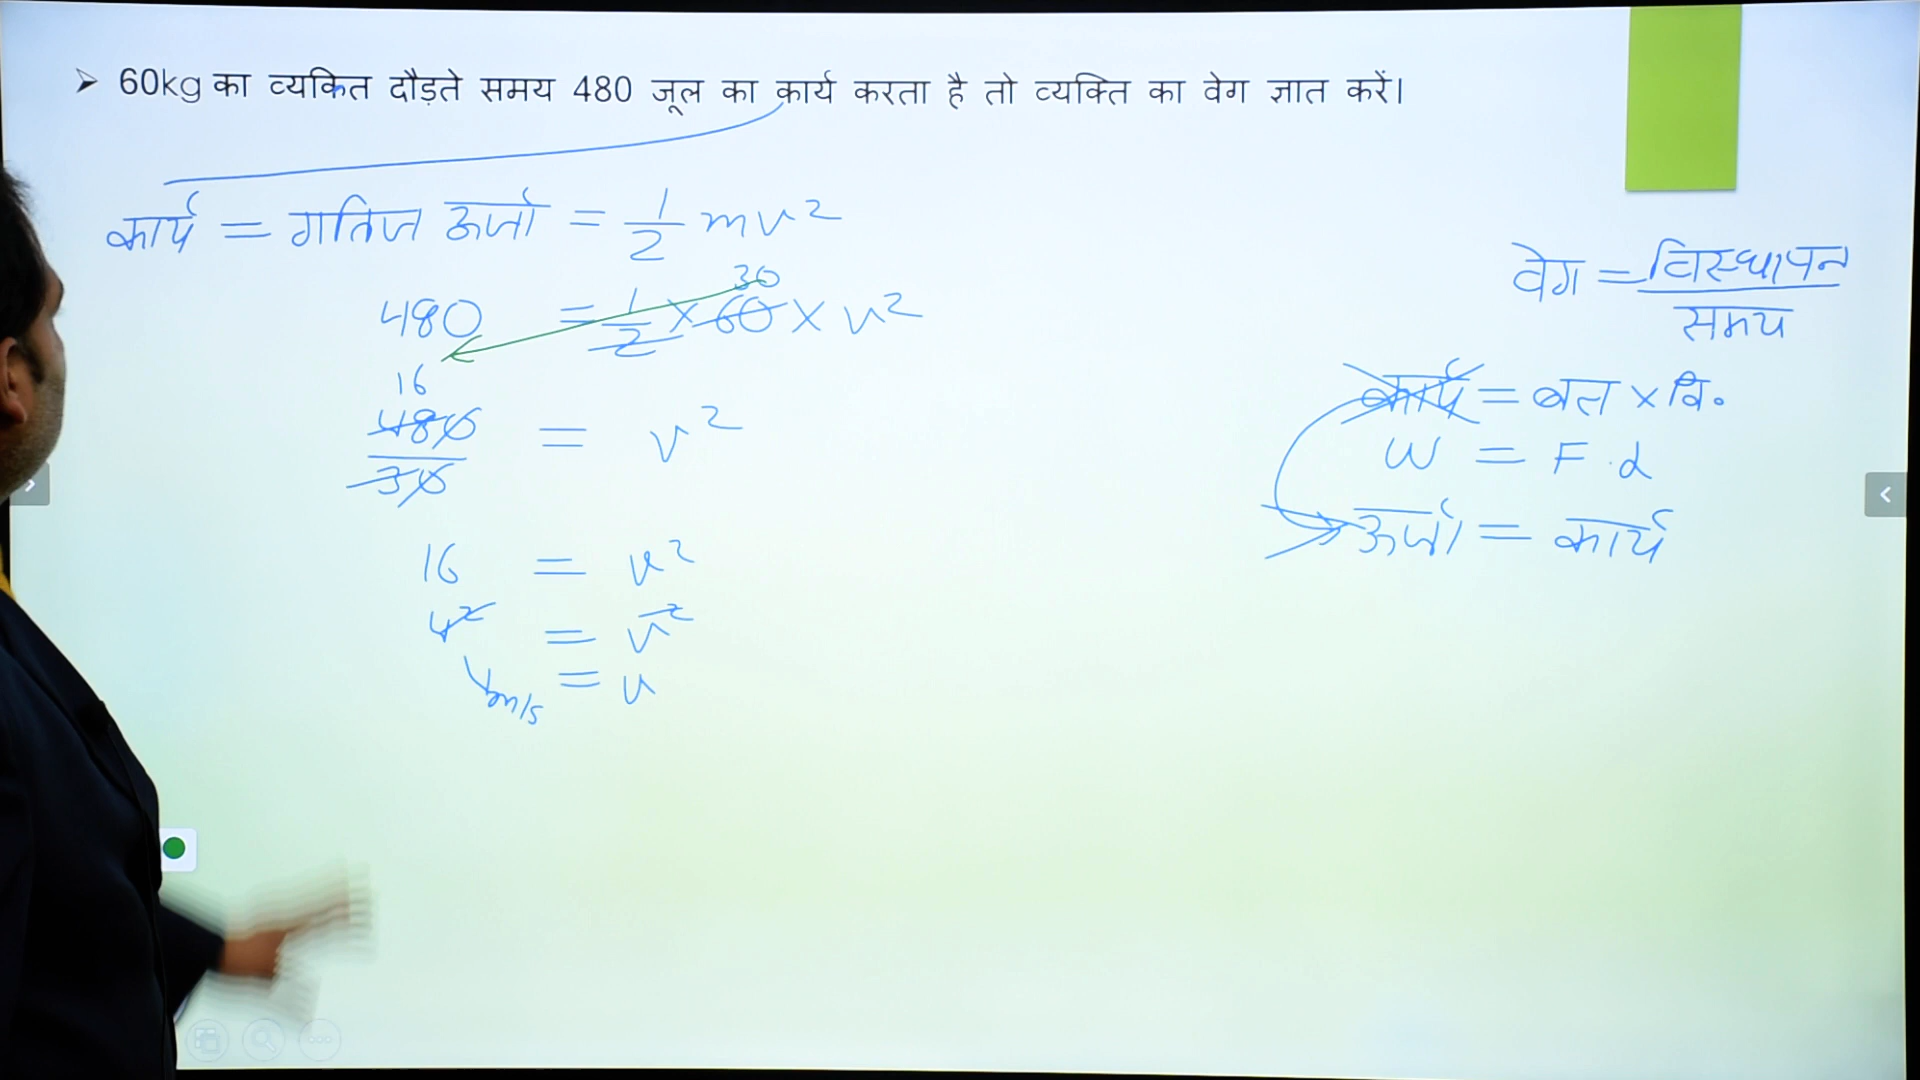 ➢ 60kg का व्यकित दौड़ते समय 480 जूल का कार्य करता है तो व्यक्ति का वेग ज्ञात करें।
कार्य = गतिज ऊर्जा = 1/2 mv²
30
480 = 1/2 × 60 × v²
16
480/30 = v²
16 = v²
4² = v²
4m/s = v
वेग = विस्थापन/समय
कार्य = बल × वि०
W = F.d
ऊर्जा = कार्य